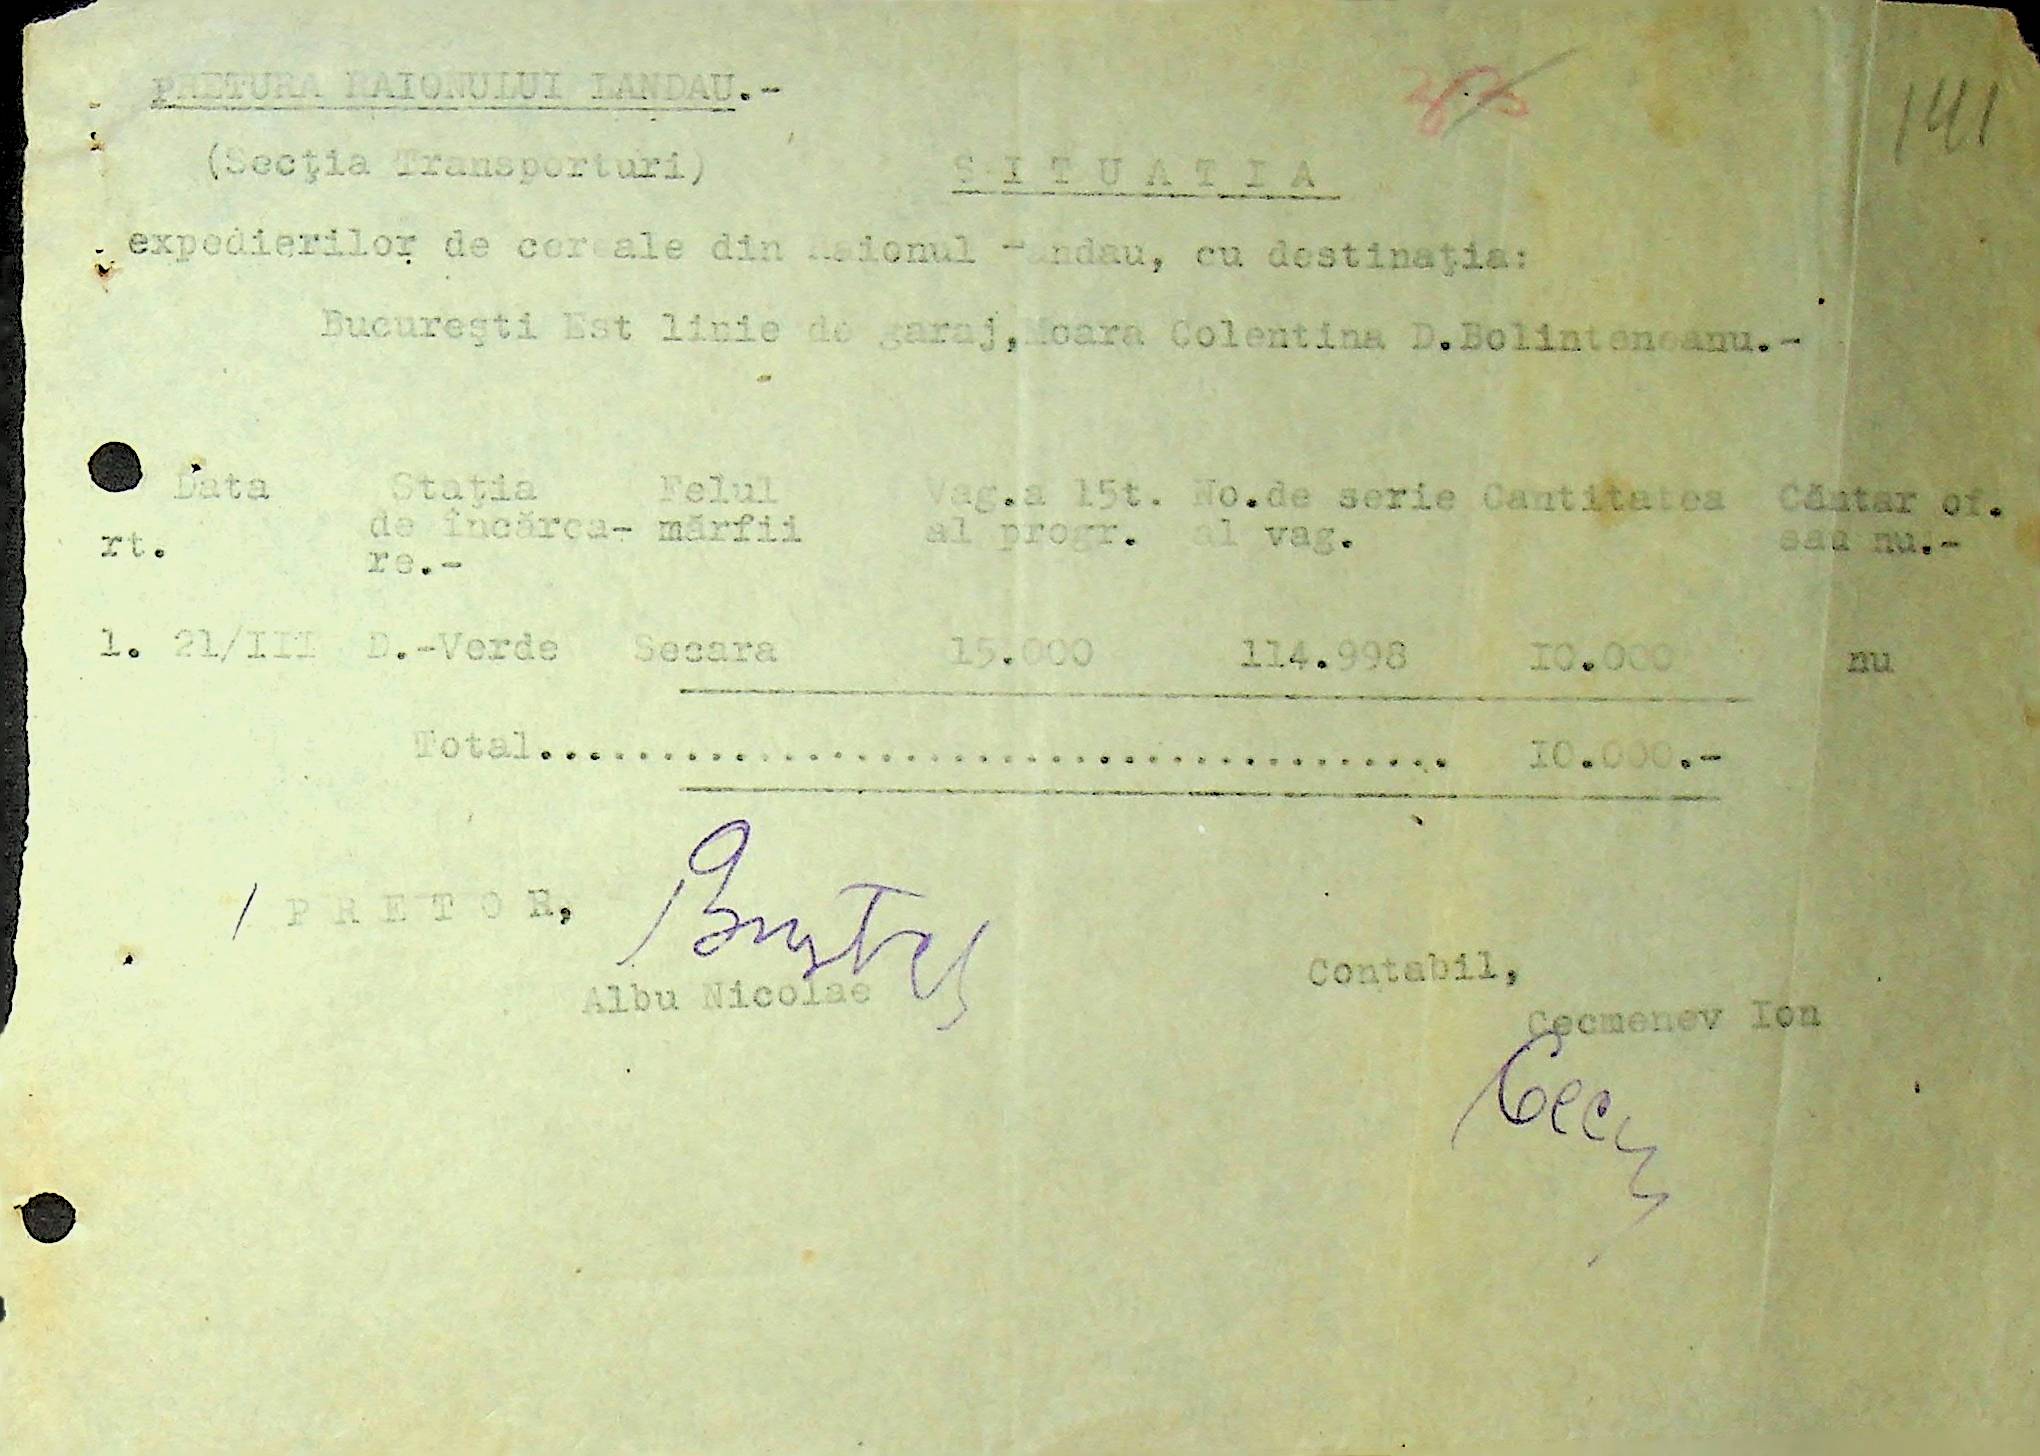 PRETURA RAIONULUI LANDAU.-
141
(Secţia Transporturi)
S I T U A T I A
expedierilor de cereale din Raionul Landau, cu destinaţia:
Bucureşti Est linie de garaj,Moara Colentina D.Bolinteneanu.-
Data Staţia Felul Vag.a 15t. No.de serie Cantitatea Cântar of.
rt. de încărca- mărfii al progr. al vag. sau nu.-
re.-
1. 21/III D.-Verde Secara 15.000 114.998 10.000 nu
Total...................................... 10.000.-
/ P R E T O R,
Albu Nicolae
Contabil,
Cecmenev Ion